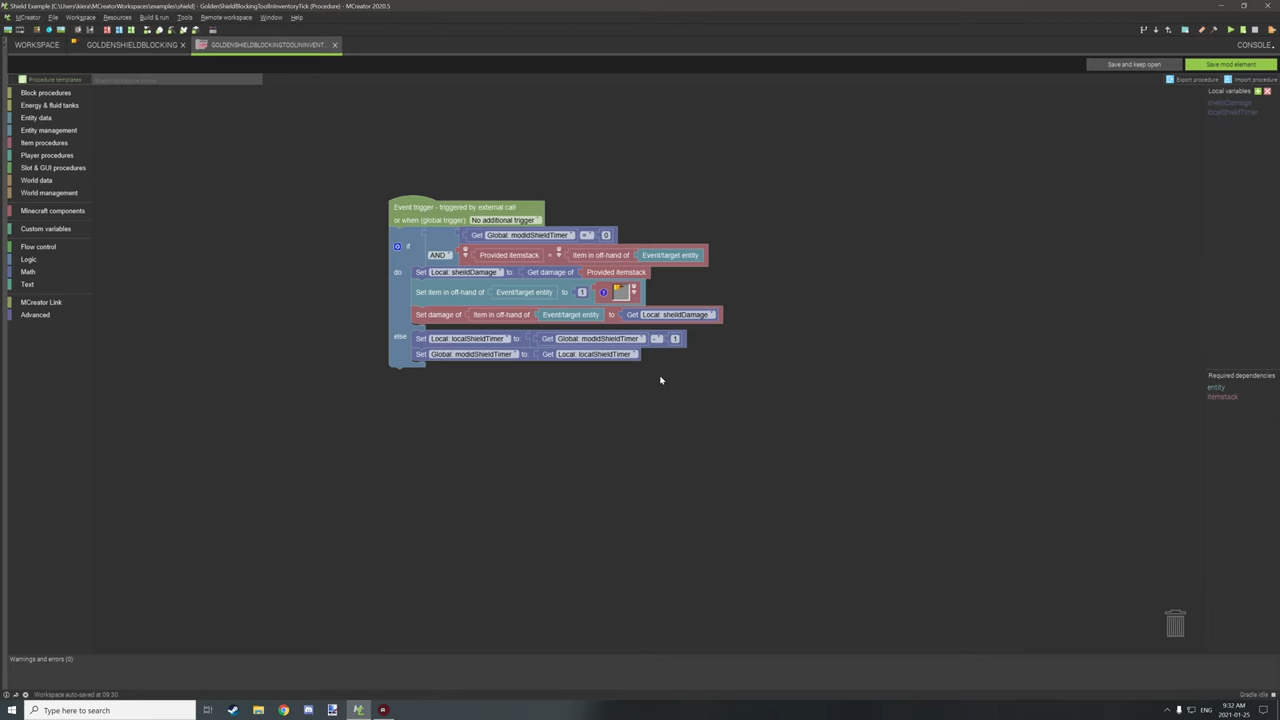 Shield Example [C:\Users\kiera\MCreatorWorkspaces\examples\shield] - GoldenShieldBlockingToolInInventoryTick (Procedure) - MCreator 2020.5
MCreator File Workspace Resources Build & run Tools Remote workspace Window Help
WORKSPACE GOLDENSHIELDBLOCKING GOLDENSHIELDBLOCKINGTOOLININVENT... CONSOLE
Save and keep open Save mod element
Procedure templates
Export procedure Import procedure
Block procedures
Energy & fluid tanks
Entity data
Entity management
Item procedures
Player procedures
Slot & GUI procedures
World data
World management
Minecraft components
Custom variables
Flow control
Logic
Math
Text
MCreator Link
Advanced
Local variables
sheildDamage
localShieldTimer
Event trigger - triggered by external call
or when (global trigger) No additional trigger
Get Global: modidShieldTimer = 0
if
AND Provided itemstack = Item in off-hand of Event/target entity
do Set Local: sheildDamage to: Get damage of Provided itemstack
Set item in off-hand of Event/target entity to 1 ?
Set damage of Item in off-hand of Event/target entity to Get Local: sheildDamage
else Set Local: localShieldTimer to: Get Global: modidShieldTimer - 1
Set Global: modidShieldTimer to: Get Local: localShieldTimer
Required dependencies
entity
itemstack
Warnings and errors (0)
Workspace auto-saved at 09:30 Gradle idle
Type here to search
ENG
9:32 AM
2021-01-25